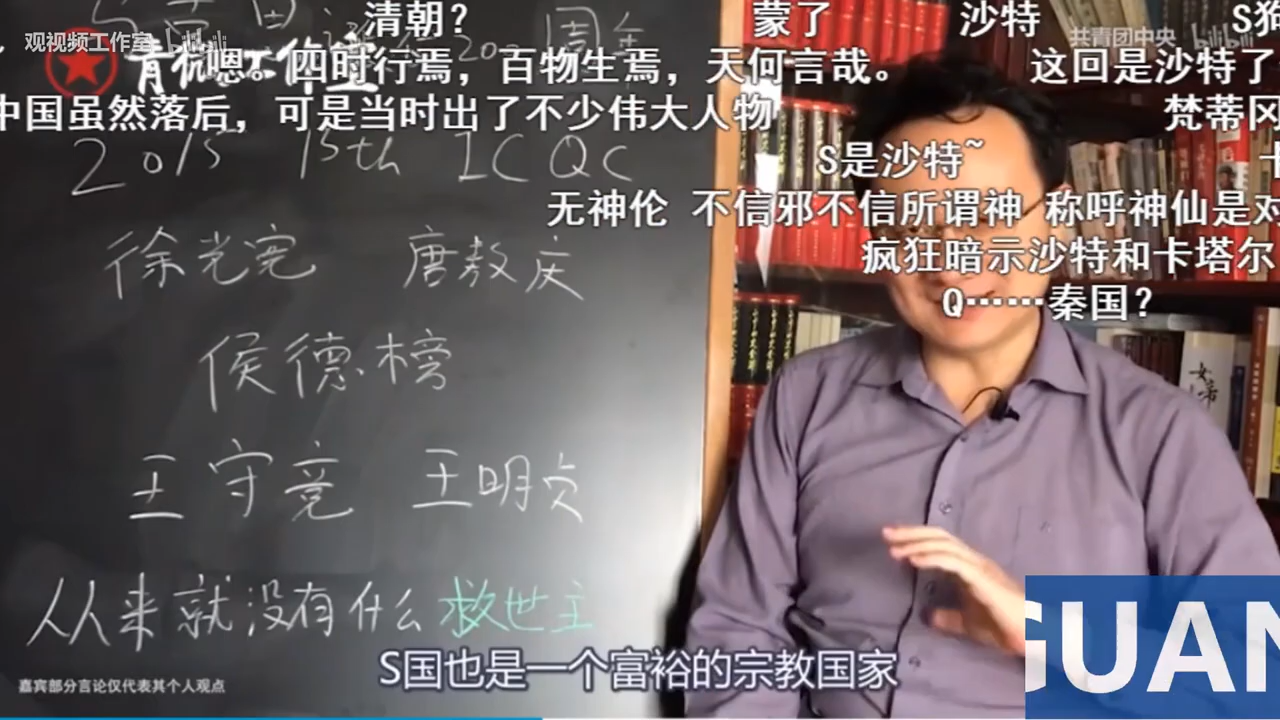 清朝？
蒙了
沙特
S狗
观视频工作室 bilibili
共青团中央 bilibili
嗯。四时行焉，百物生焉，天何言哉。
这回是沙特了
中国虽然落后，可是当时出了不少伟大人物
梵蒂冈
2015 15th ICQC
S是沙特~
卡
无神伦 不信邪不信所谓神 称呼神仙是对
徐光宪 唐敖庆
疯狂暗示沙特和卡塔尔
Q……秦国？
侯德榜
女帝
王守竞 王明贞
从来就没有什么救世主
S国也是一个富裕的宗教国家
GUAN
嘉宾部分言论仅代表其个人观点